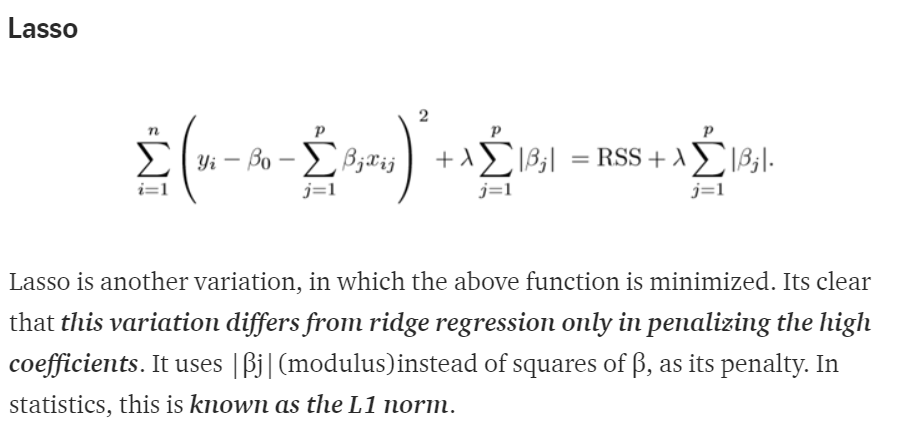 Lasso
$$\sum_{i=1}^{n}\left(y_i-\beta_0-\sum_{j=1}^{p}\beta_j x_{ij}\right)^2+\lambda\sum_{j=1}^{p}|\beta_j|=\text{RSS}+\lambda\sum_{j=1}^{p}|\beta_j|.$$
Lasso is another variation, in which the above function is minimized. Its clear
that this variation differs from ridge regression only in penalizing the high
coefficients. It uses |βj|(modulus)instead of squares of β, as its penalty. In
statistics, this is known as the L1 norm.